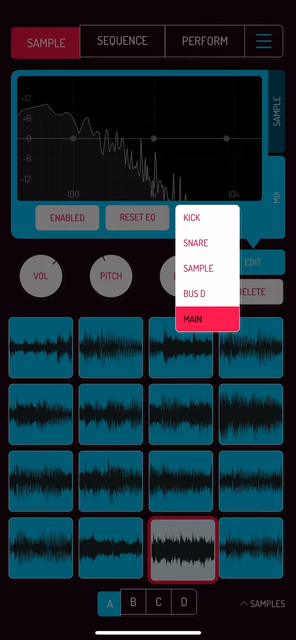 SAMPLE
SEQUENCE
PERFORM
SAMPLE
+12
+6
0
0
-6
-12
100
1k
10k
ENABLED
RESET EQ
KICK
SNARE
SAMPLE
BUS D
MAIN
VOL
PITCH
EDIT
DELETE
A
B
C
D
SAMPLES